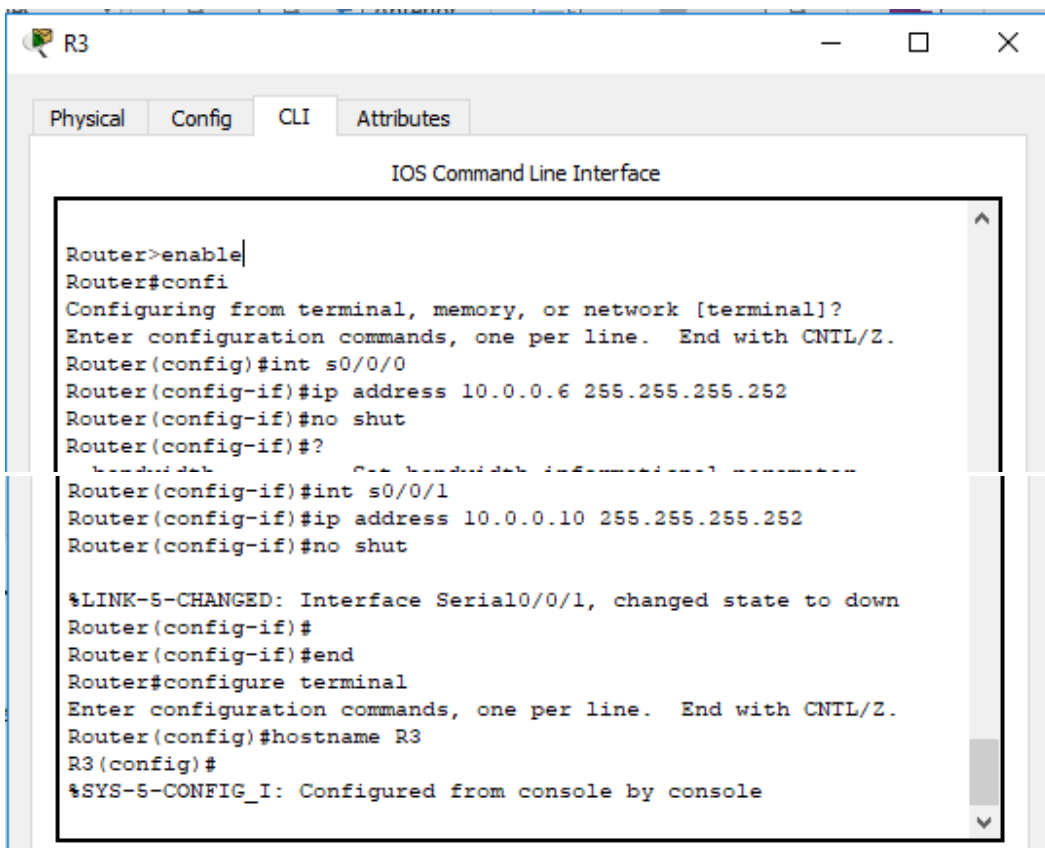 R3
Physical Config CLI Attributes
IOS Command Line Interface
Router>enable
Router#confi
Configuring from terminal, memory, or network [terminal]?
Enter configuration commands, one per line.  End with CNTL/Z.
Router(config)#int s0/0/0
Router(config-if)#ip address 10.0.0.6 255.255.255.252
Router(config-if)#no shut
Router(config-if)#?
Router(config-if)#int s0/0/1
Router(config-if)#ip address 10.0.0.10 255.255.255.252
Router(config-if)#no shut
%LINK-5-CHANGED: Interface Serial0/0/1, changed state to down
Router(config-if)#
Router(config-if)#end
Router#configure terminal
Enter configuration commands, one per line.  End with CNTL/Z.
Router(config)#hostname R3
R3(config)#
%SYS-5-CONFIG_I: Configured from console by console